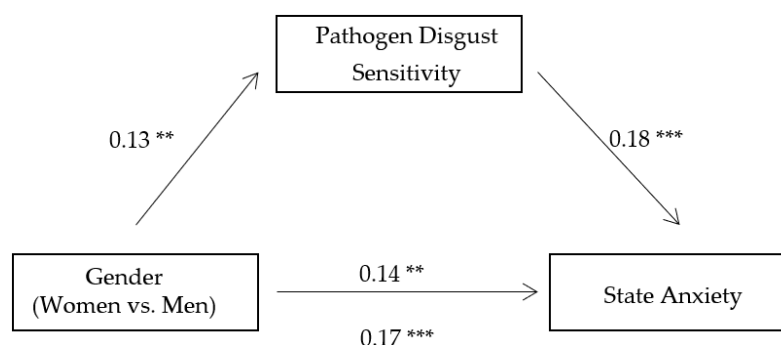 Pathogen Disgust
Sensitivity
0.13 **
0.18 ***
Gender
(Women vs. Men)
0.14 **
State Anxiety
0.17 ***